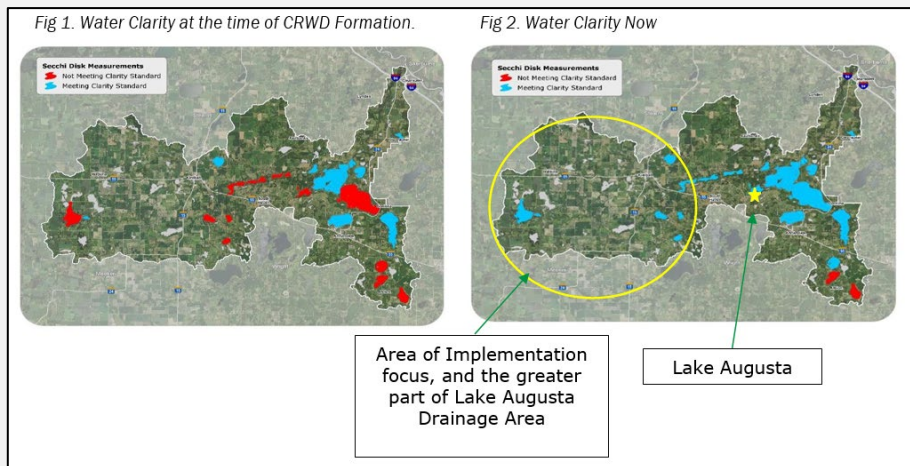 Fig 1. Water Clarity at the time of CRWD Formation.
Fig 2. Water Clarity Now
Secchi Disk Measurements
Not Meeting Clarity Standard
Meeting Clarity Standard
Secchi Disk Measurements
Not Meeting Clarity Standard
Meeting Clarity Standard
Area of Implementation
focus, and the greater
part of Lake Augusta
Drainage Area
Lake Augusta